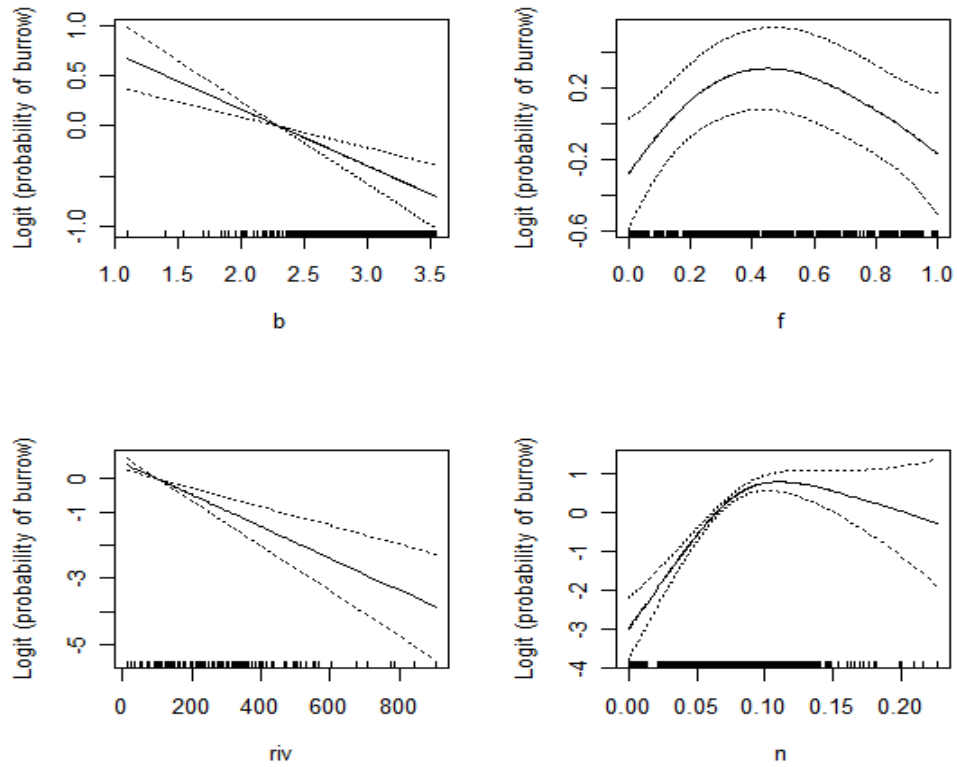 Logit (probability of burrow)
1.0
0.5
0.0
-1.0
1.0 1.5 2.0 2.5 3.0 3.5
b
Logit (probability of burrow)
0.2
-0.2
-0.6
0.0 0.2 0.4 0.6 0.8 1.0
f
Logit (probability of burrow)
0
-1
-3
-5
0 200 400 600 800
riv
Logit (probability of burrow)
1
0
-1
-2
-3
-4
0.00 0.05 0.10 0.15 0.20
n